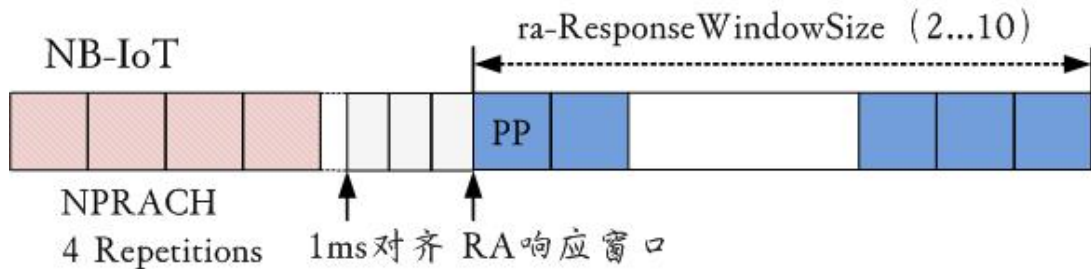 ra-ResponseWindowSize (2...10)
NB-IoT
PP
NPRACH
4 Repetitions
1ms对齐 RA响应窗口